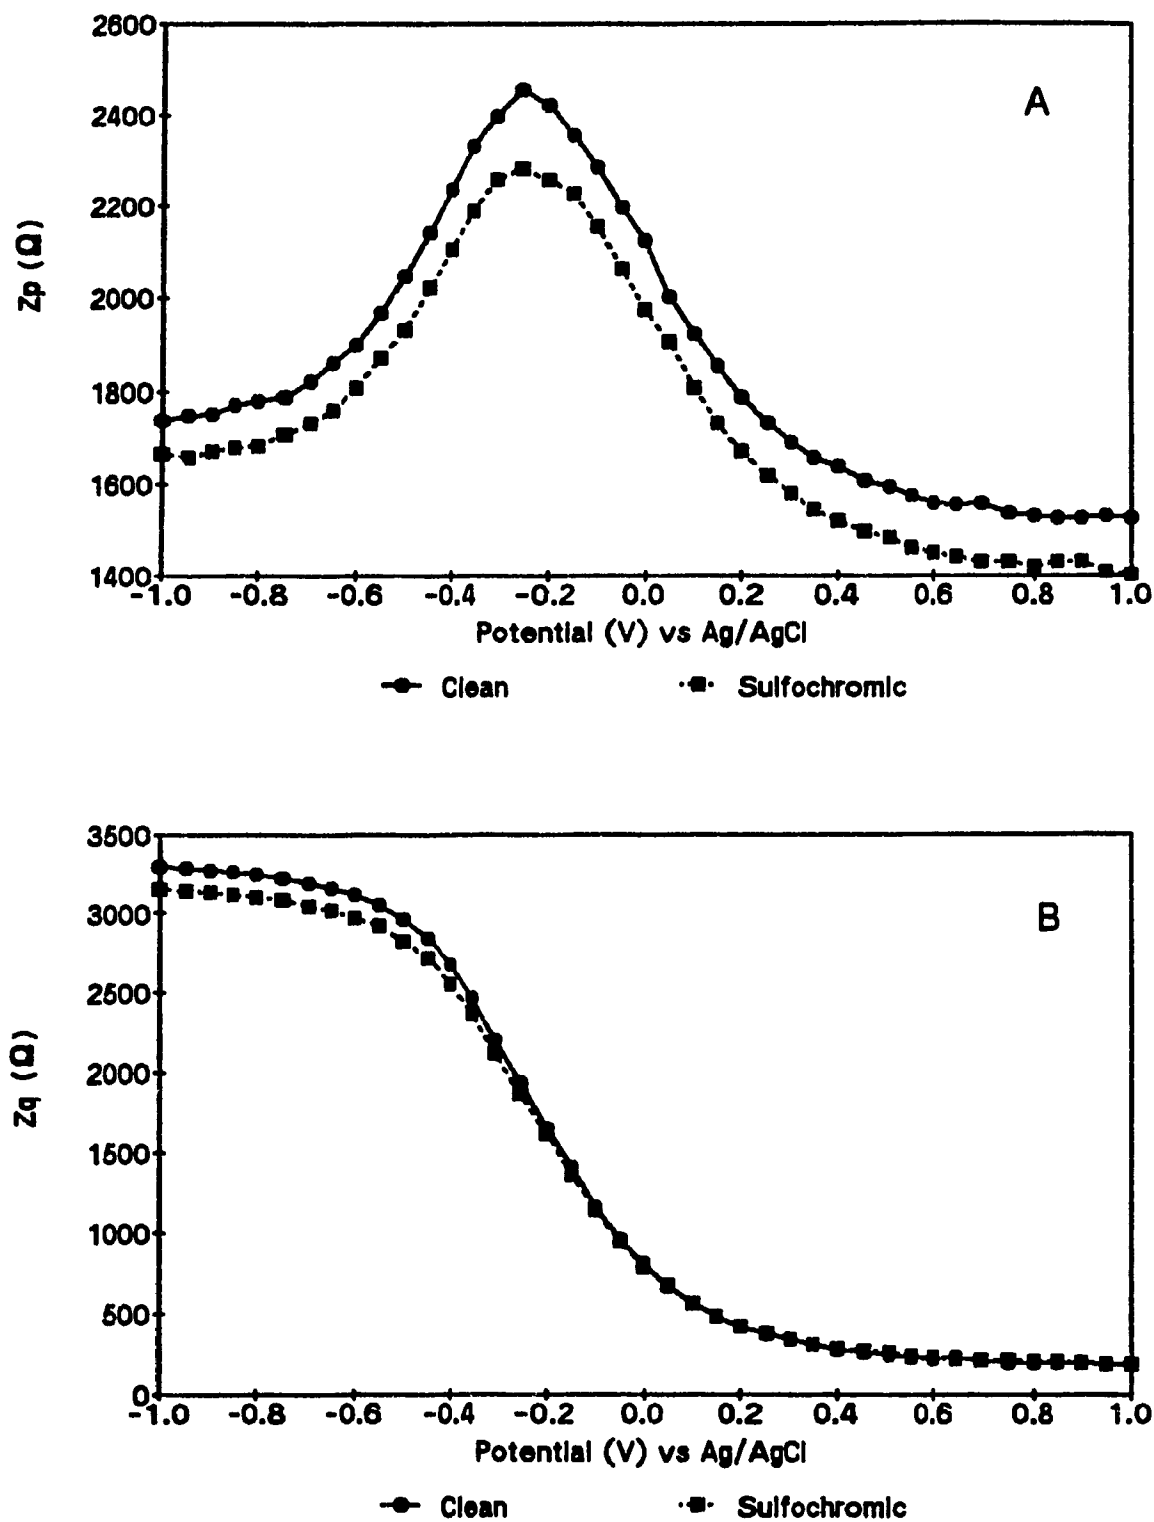 2600
A
2400
2200
Zp (Ω)
2000
1800
1600
1400
-1.0 -0.8 -0.6 -0.4 -0.2 0.0 0.2 0.4 0.6 0.8 1.0
Potential (V) vs Ag/AgCl
Clean Sulfochromic
3500
B
3000
2500
Zq (Ω)
2000
1500
1000
500
0
-1.0 -0.8 -0.6 -0.4 -0.2 0.0 0.2 0.4 0.6 0.8 1.0
Potential (V) vs Ag/AgCl
Clean Sulfochromic